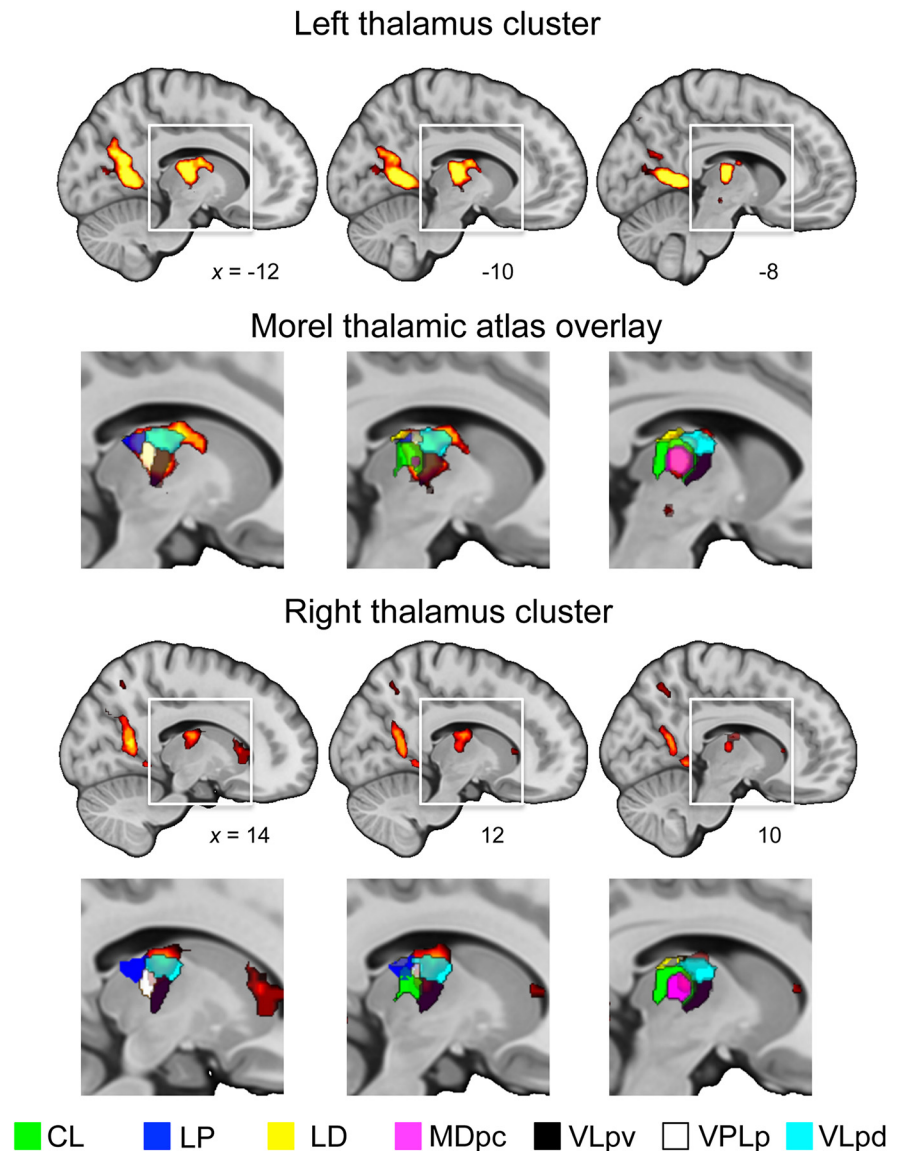 Left thalamus cluster
x = -12 -10 -8
Morel thalamic atlas overlay
Right thalamus cluster
x = 14 12 10
CL LP LD MDpc VLpv VPLp VLpd